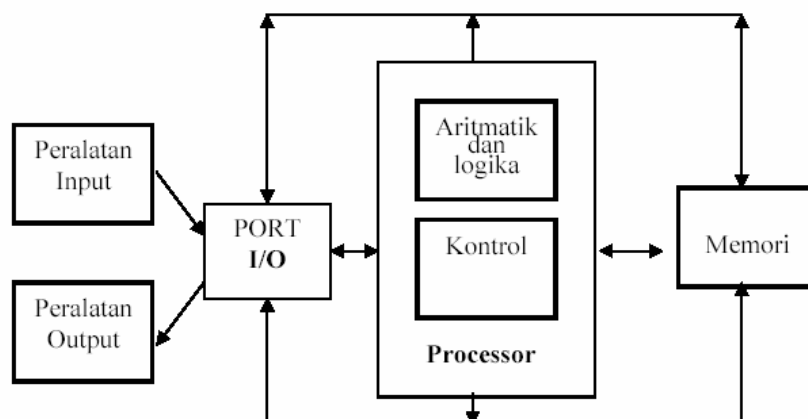 Peralatan
Input
Peralatan
Output
PORT
I/O
Aritmatik
dan
logika
Kontrol
Processor
Memori